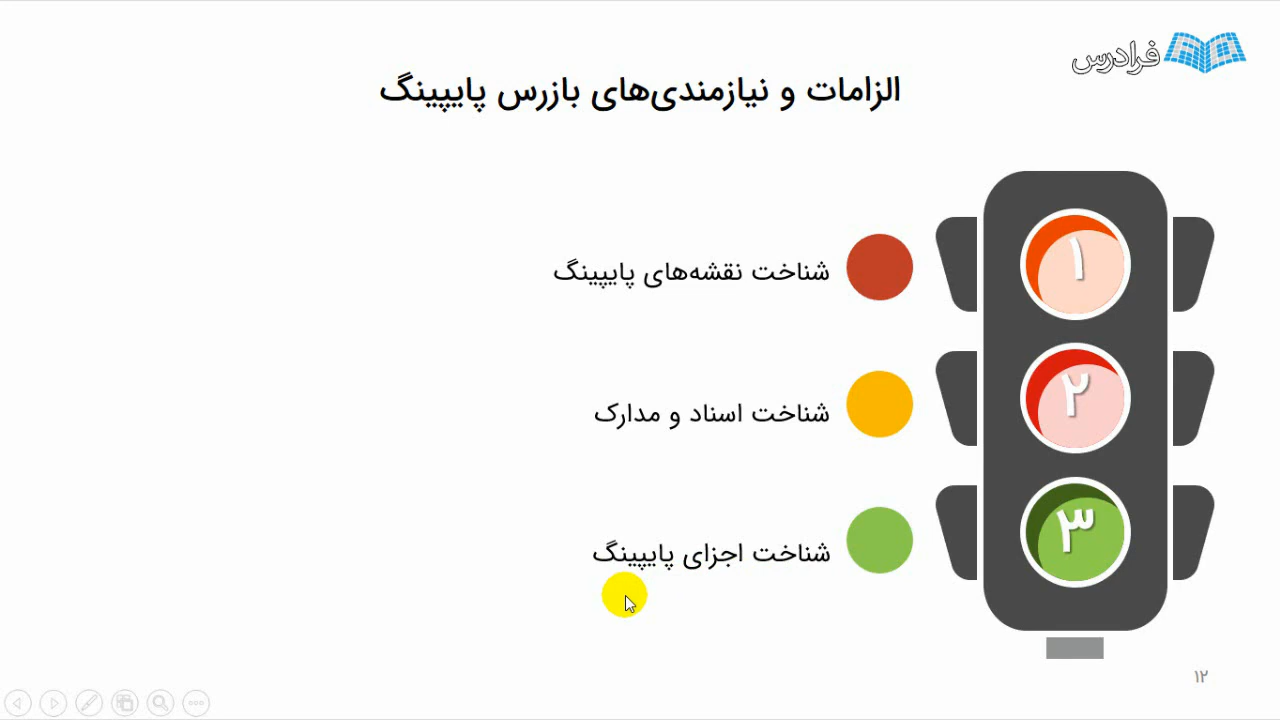 فرادرس
الزامات و نیازمندی‌های بازرس پایپینگ
۱
شناخت نقشه‌های پایپینگ
۲
شناخت اسناد و مدارک
۳
شناخت اجزای پایپینگ
۱۲